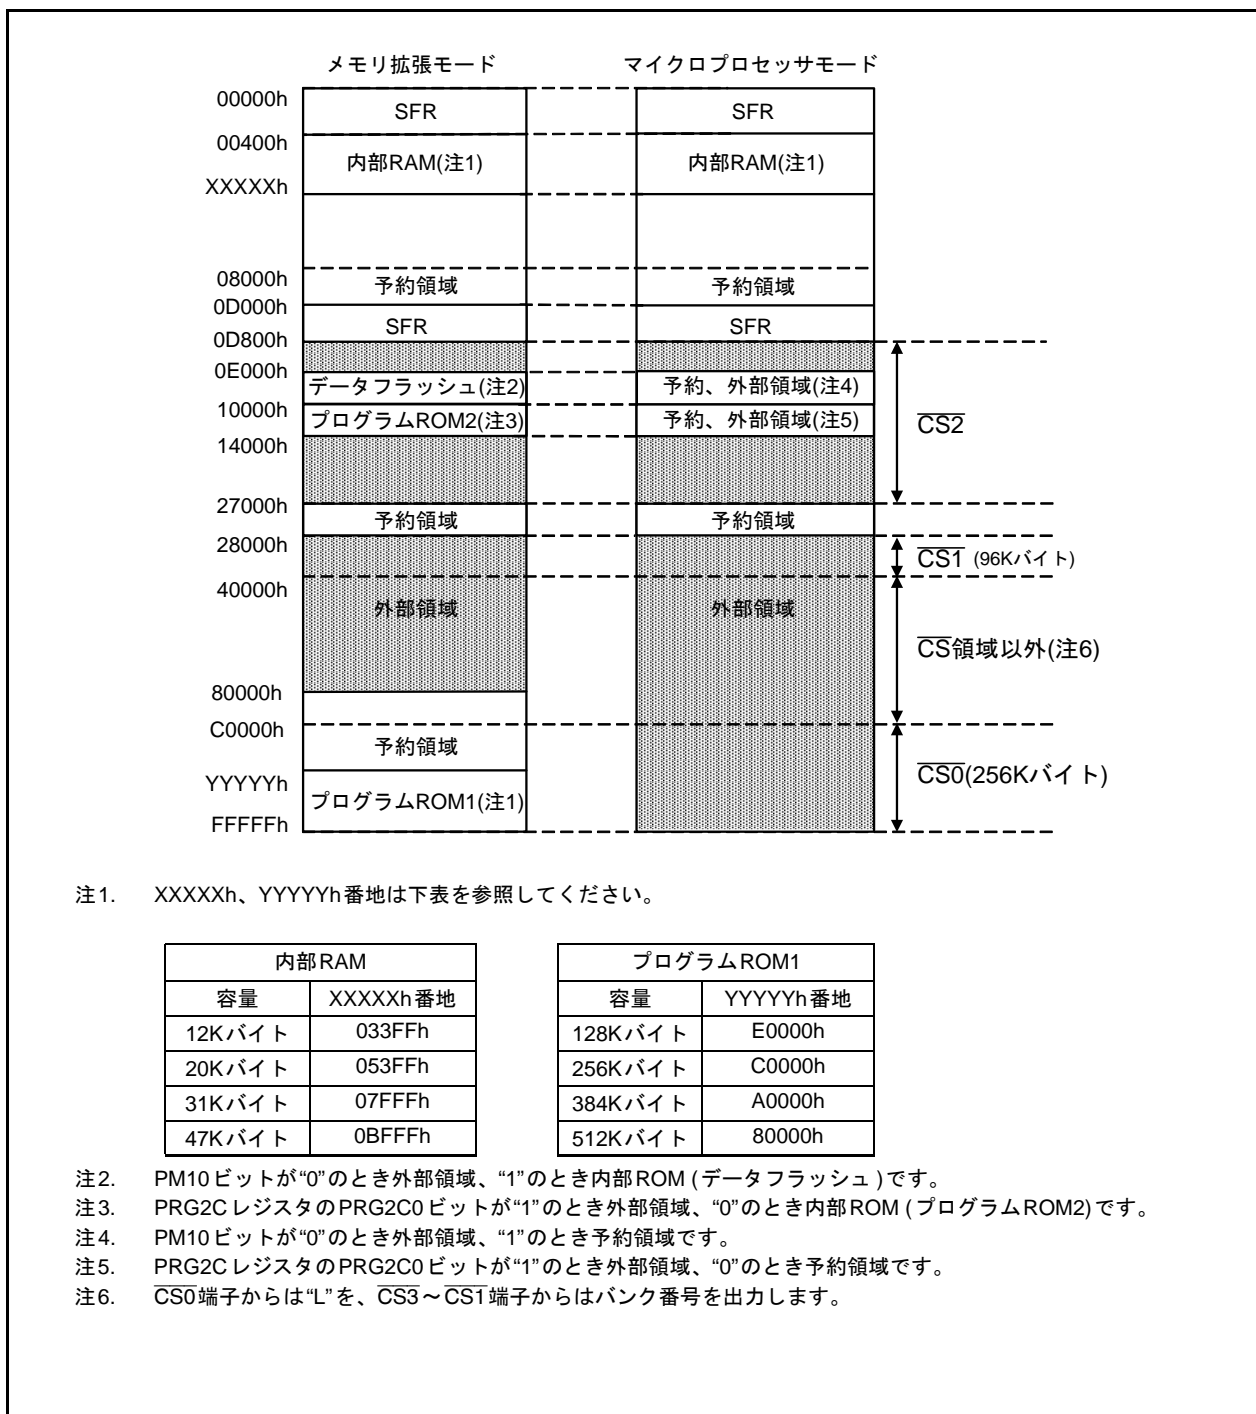 メモリ拡張モード マイクロプロセッサモード
00000h SFR SFR
00400h
内部RAM(注1) 内部RAM(注1)
XXXXXh
08000h 予約領域 予約領域
0D000h
SFR SFR
0D800h
0E000h
データフラッシュ(注2) 予約、外部領域(注4)
10000h
プログラムROM2(注3) 予約、外部領域(注5) CS2
14000h
27000h
予約領域 予約領域
28000h
CS1 (96Kバイト)
40000h
外部領域 外部領域
CS領域以外(注6)
80000h
C0000h
予約領域
CS0(256Kバイト)
YYYYYh
プログラムROM1(注1)
FFFFFh
注1. XXXXXh、YYYYYh番地は下表を参照してください。
内部RAM プログラムROM1
容量 XXXXXh番地 容量 YYYYYh番地
12Kバイト 033FFh 128Kバイト E0000h
20Kバイト 053FFh 256Kバイト C0000h
31Kバイト 07FFFh 384Kバイト A0000h
47Kバイト 0BFFFh 512Kバイト 80000h
注2. PM10ビットが“0”のとき外部領域、“1”のとき内部ROM (データフラッシュ)です。
注3. PRG2CレジスタのPRG2C0ビットが“1”のとき外部領域、“0”のとき内部ROM (プログラムROM2)です。
注4. PM10ビットが“0”のとき外部領域、“1”のとき予約領域です。
注5. PRG2CレジスタのPRG2C0ビットが“1”のとき外部領域、“0”のとき予約領域です。
注6. CS0端子からは“L”を、CS3～CS1端子からはバンク番号を出力します。